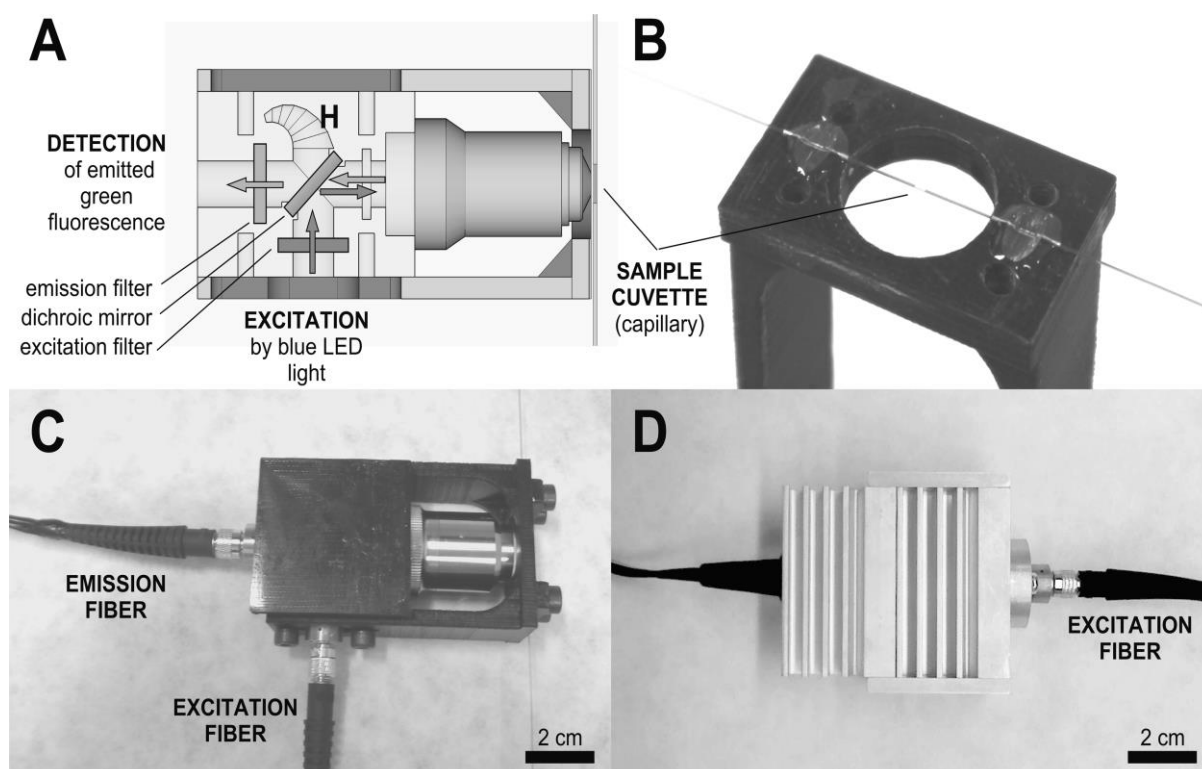 A
H
DETECTION
of emitted
green
fluorescence
emission filter
dichroic mirror
excitation filter
EXCITATION
by blue LED
light
B
SAMPLE
CUVETTE
(capillary)
C
EMISSION
FIBER
EXCITATION
FIBER
2 cm
D
EXCITATION
FIBER
2 cm